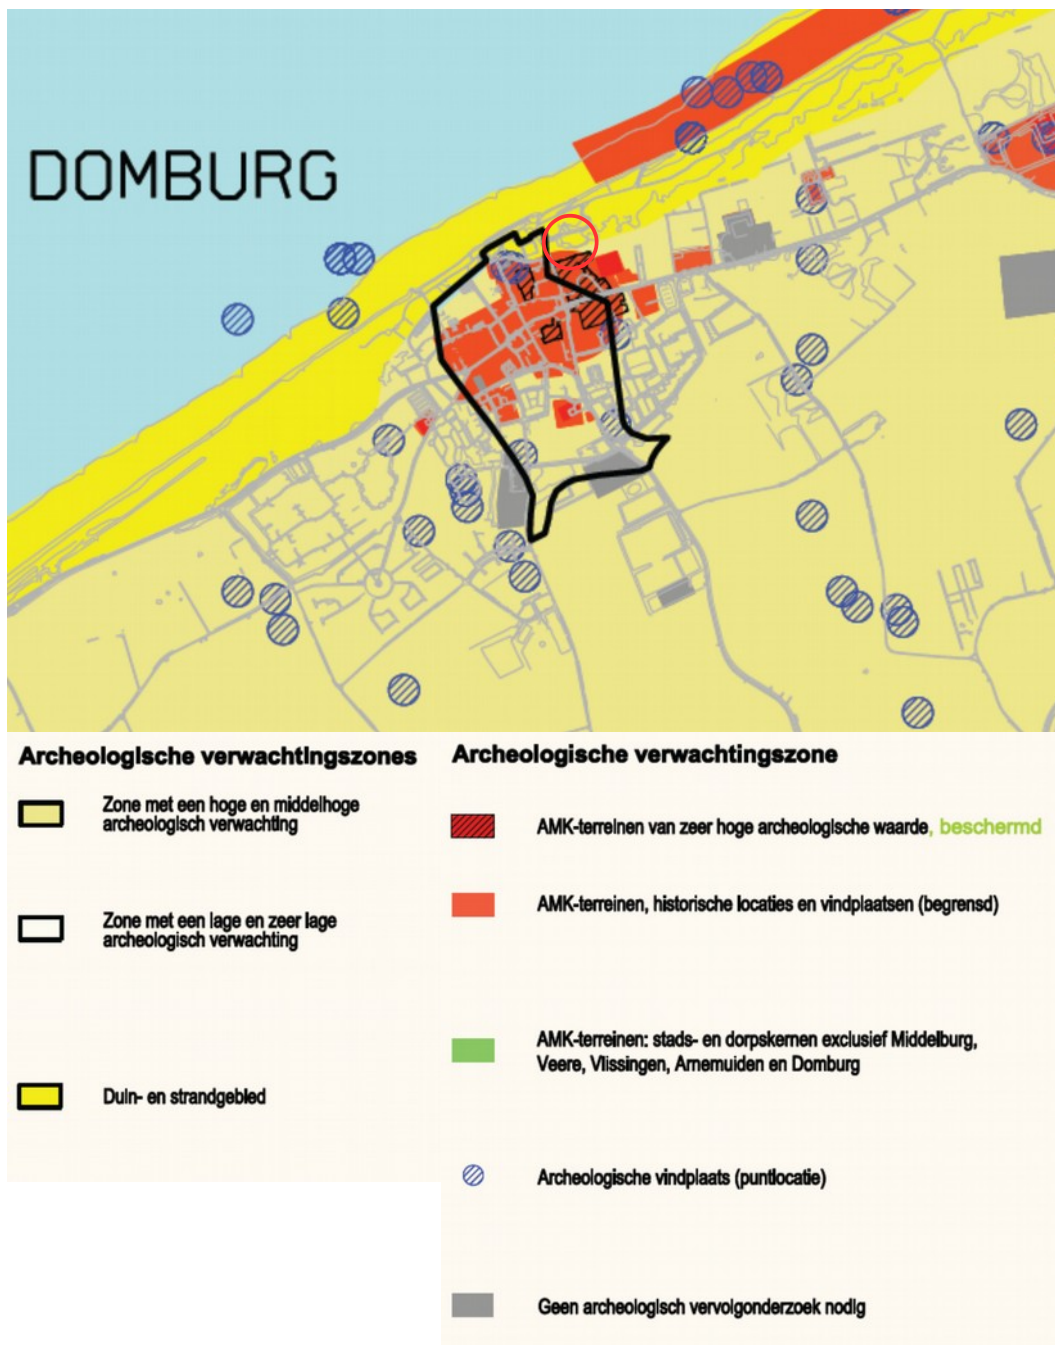 DOMBURG
Archeologische verwachtingszones
Zone met een hoge en middelhoge
archeologisch verwachting
Zone met een lage en zeer lage
archeologisch verwachting
Duin- en strandgebied
Archeologische verwachtingszone
AMK-terreinen van zeer hoge archeologische waarde, beschermd
AMK-terreinen, historische locaties en vindplaatsen (begrensd)
AMK-terreinen: stads- en dorpskernen exclusief Middelburg,
Veere, Vlissingen, Arnemuiden en Domburg
Archeologische vindplaats (puntlocatie)
Geen archeologisch vervolgonderzoek nodig